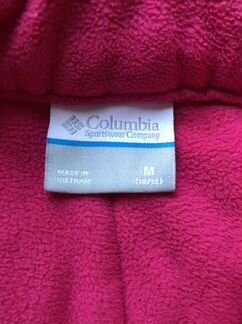 Columbia
Sportswear Company
MADE IN
VIETNAM
M
(10/12)